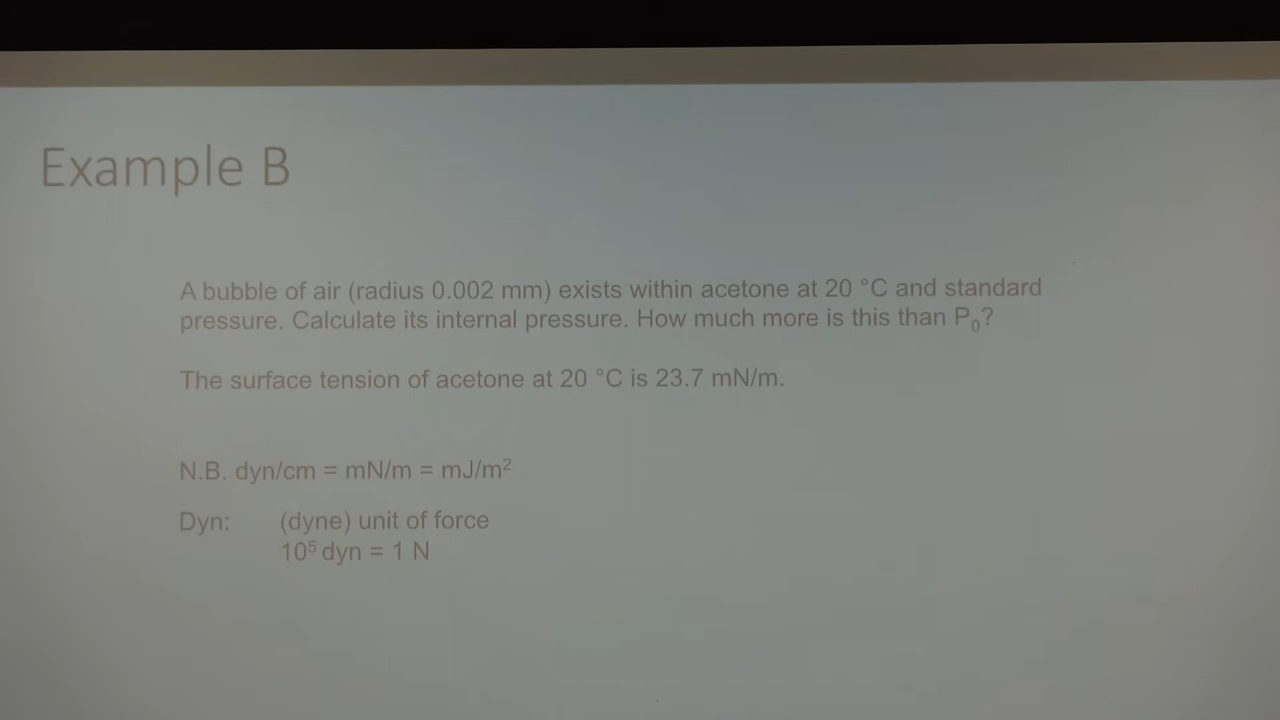 Example B
A bubble of air (radius 0.002 mm) exists within acetone at 20 °C and standard
pressure. Calculate its internal pressure. How much more is this than P₀?
The surface tension of acetone at 20 °C is 23.7 mN/m.
N.B. dyn/cm = mN/m = mJ/m²
Dyn: (dyne) unit of force
10⁵ dyn = 1 N